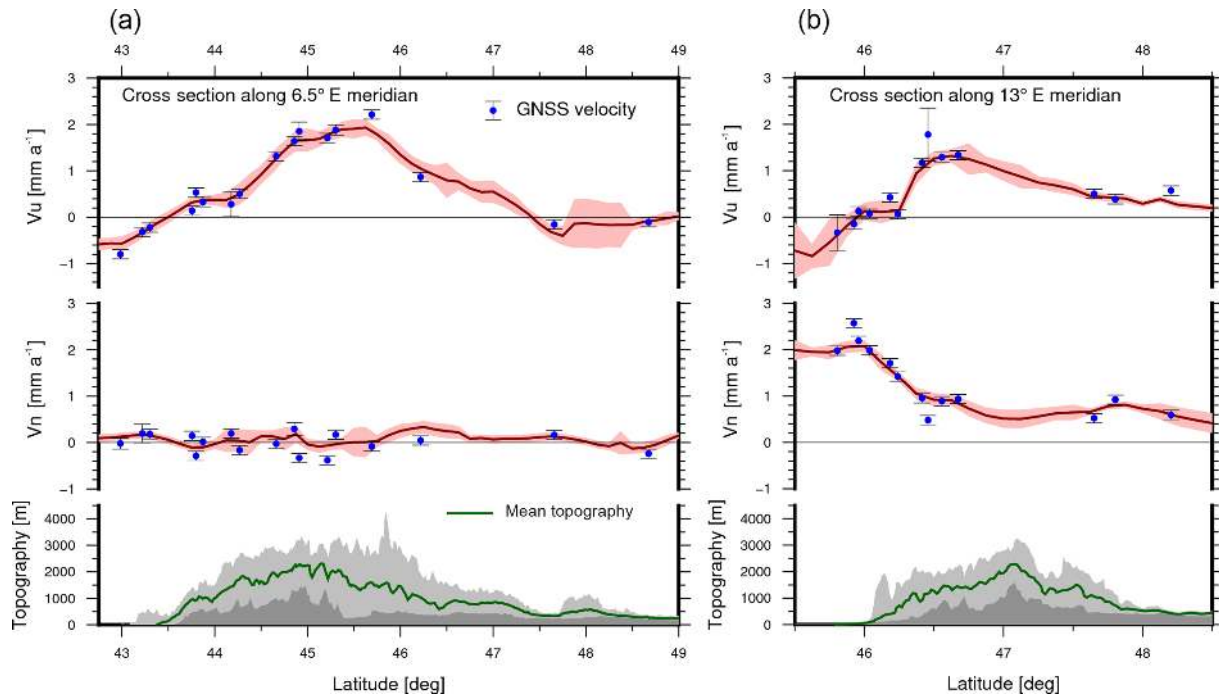 (a)
(b)
43 44 45 46 47 48 49
46 47 48
Cross section along 6.5° E meridian
GNSS velocity
Cross section along 13° E meridian
Vu [mm a⁻¹]
3
2
1
0
−1
Vu [mm a⁻¹]
3
2
1
0
−1
Vn [mm a⁻¹]
3
2
1
0
−1
Vn [mm a⁻¹]
3
2
1
0
−1
Topography [m]
4000
3000
2000
1000
0
Mean topography
Topography [m]
4000
3000
2000
1000
0
43 44 45 46 47 48 49
46 47 48
Latitude [deg]
Latitude [deg]